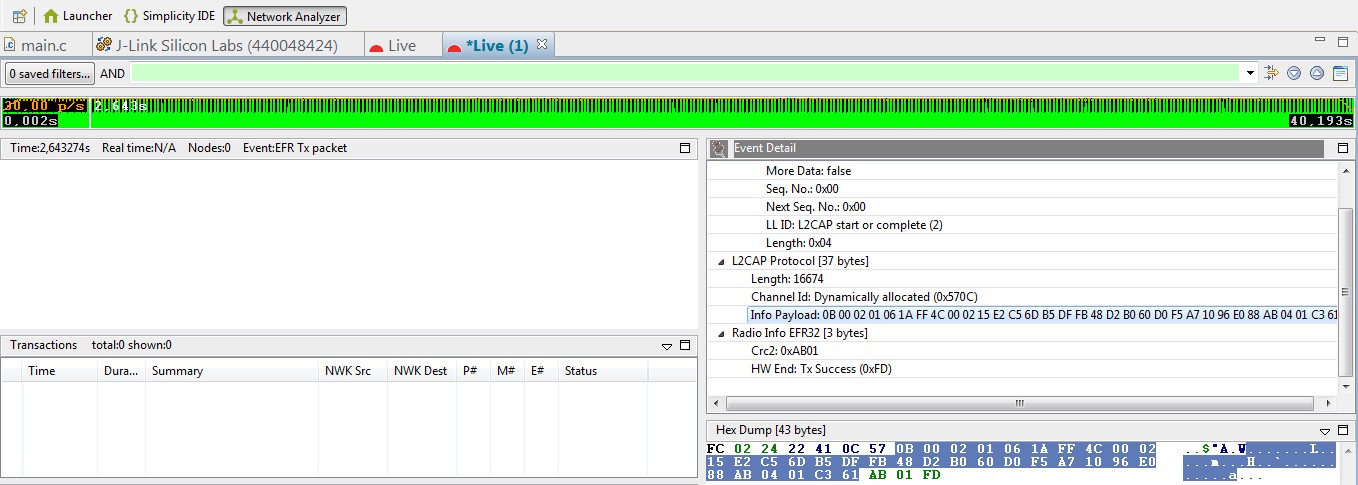 Launcher {} Simplicity IDE Network Analyzer
main.c J-Link Silicon Labs (440048424) Live *Live (1)
0 saved filters... AND
30,00 p/s 2,643s
0,002s 40,193s
Time:2,643274s Real time:N/A Nodes:0 Event:EFR Tx packet
Event Detail
More Data: false
Seq. No.: 0x00
Next Seq. No.: 0x00
LL ID: L2CAP start or complete (2)
Length: 0x04
L2CAP Protocol [37 bytes]
Length: 16674
Channel Id: Dynamically allocated (0x570C)
Info Payload: 0B 00 02 01 06 1A FF 4C 00 02 15 E2 C5 6D B5 DF FB 48 D2 B0 60 D0 F5 A7 10 96 E0 88 AB 04 01 C3 61
Radio Info EFR32 [3 bytes]
Crc2: 0xAB01
HW End: Tx Success (0xFD)
Transactions total:0 shown:0
Time Dura... Summary NWK Src NWK Dest P# M# E# Status
Hex Dump [43 bytes]
FC 02 24 22 41 0C 57 0B 00 02 01 06 1A FF 4C 00 02 ..$"A.W.......L..
15 E2 C5 6D B5 DF FB 48 D2 B0 60 D0 F5 A7 10 96 E0 ...m...H..`......
88 AB 04 01 C3 61 AB 01 FD .....a...